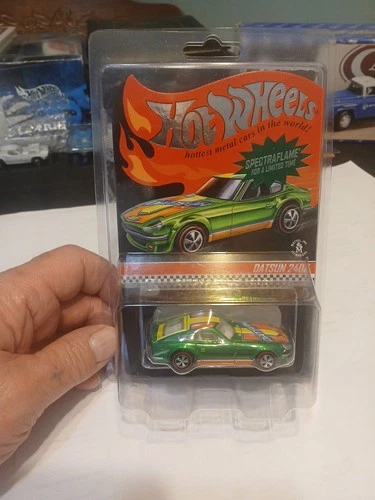 HOT WHEELS
hottest metal cars in the world!
SPECTRAFLAME
FOR A LIMITED TIME
DATSUN 240Z